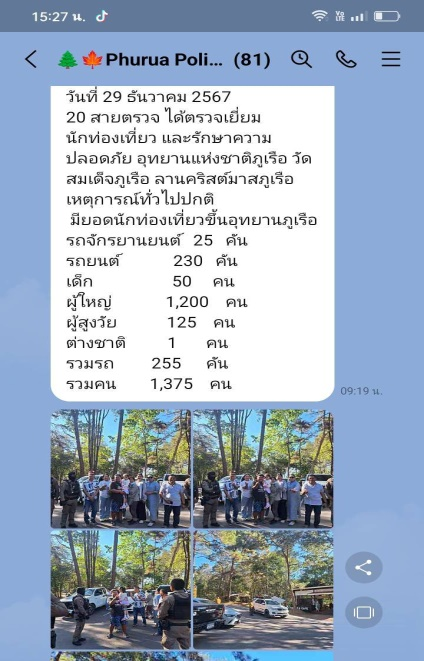 15:27 น.
Phurua Poli... (81)
วันที่ 29 ธันวาคม 2567
20 สายตรวจ ได้ตรวจเยี่ยม
นักท่องเที่ยว และรักษาความ
ปลอดภัย อุทยานแห่งชาติภูเรือ วัด
สมเด็จภูเรือ ลานคริสต์มาสภูเรือ
เหตุการณ์ทั่วไปปกติ
มียอดนักท่องเที่ยวขึ้นอุทยานภูเรือ
รถจักรยานยนต์ 25 คัน
รถยนต์ 230 คัน
เด็ก 50 คน
ผู้ใหญ่ 1,200 คน
ผู้สูงวัย 125 คน
ต่างชาติ 1 คน
รวมรถ 255 คัน
รวมคน 1,375 คน
09:19 น.